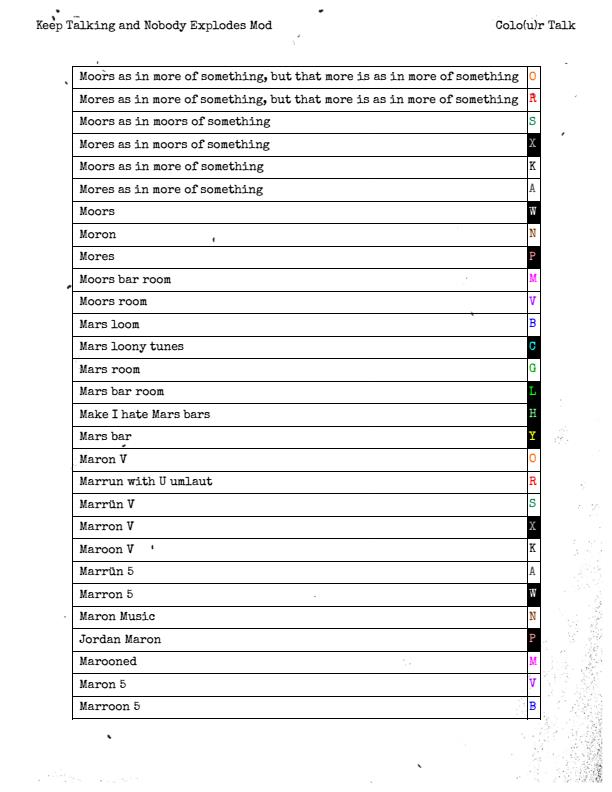 Keep Talking and Nobody Explodes Mod Colo(u)r Talk
Moors as in more of something, but that more is as in more of something O
Mores as in more of something, but that more is as in more of something R
Moors as in moors of something S
Mores as in moors of something X
Moors as in more of something K
Mores as in more of something A
Moors W
Moron N
Mores P
Moors bar room M
Moors room V
Mars loom B
Mars loony tunes C
Mars room G
Mars bar room L
Make I hate Mars bars H
Mars bar Y
Maron V O
Marrun with U umlaut R
Marrün V S
Marron V X
Maroon V K
Marrün 5 A
Marron 5 W
Maron Music N
Jordan Maron P
Marooned M
Maron 5 V
Marroon 5 B